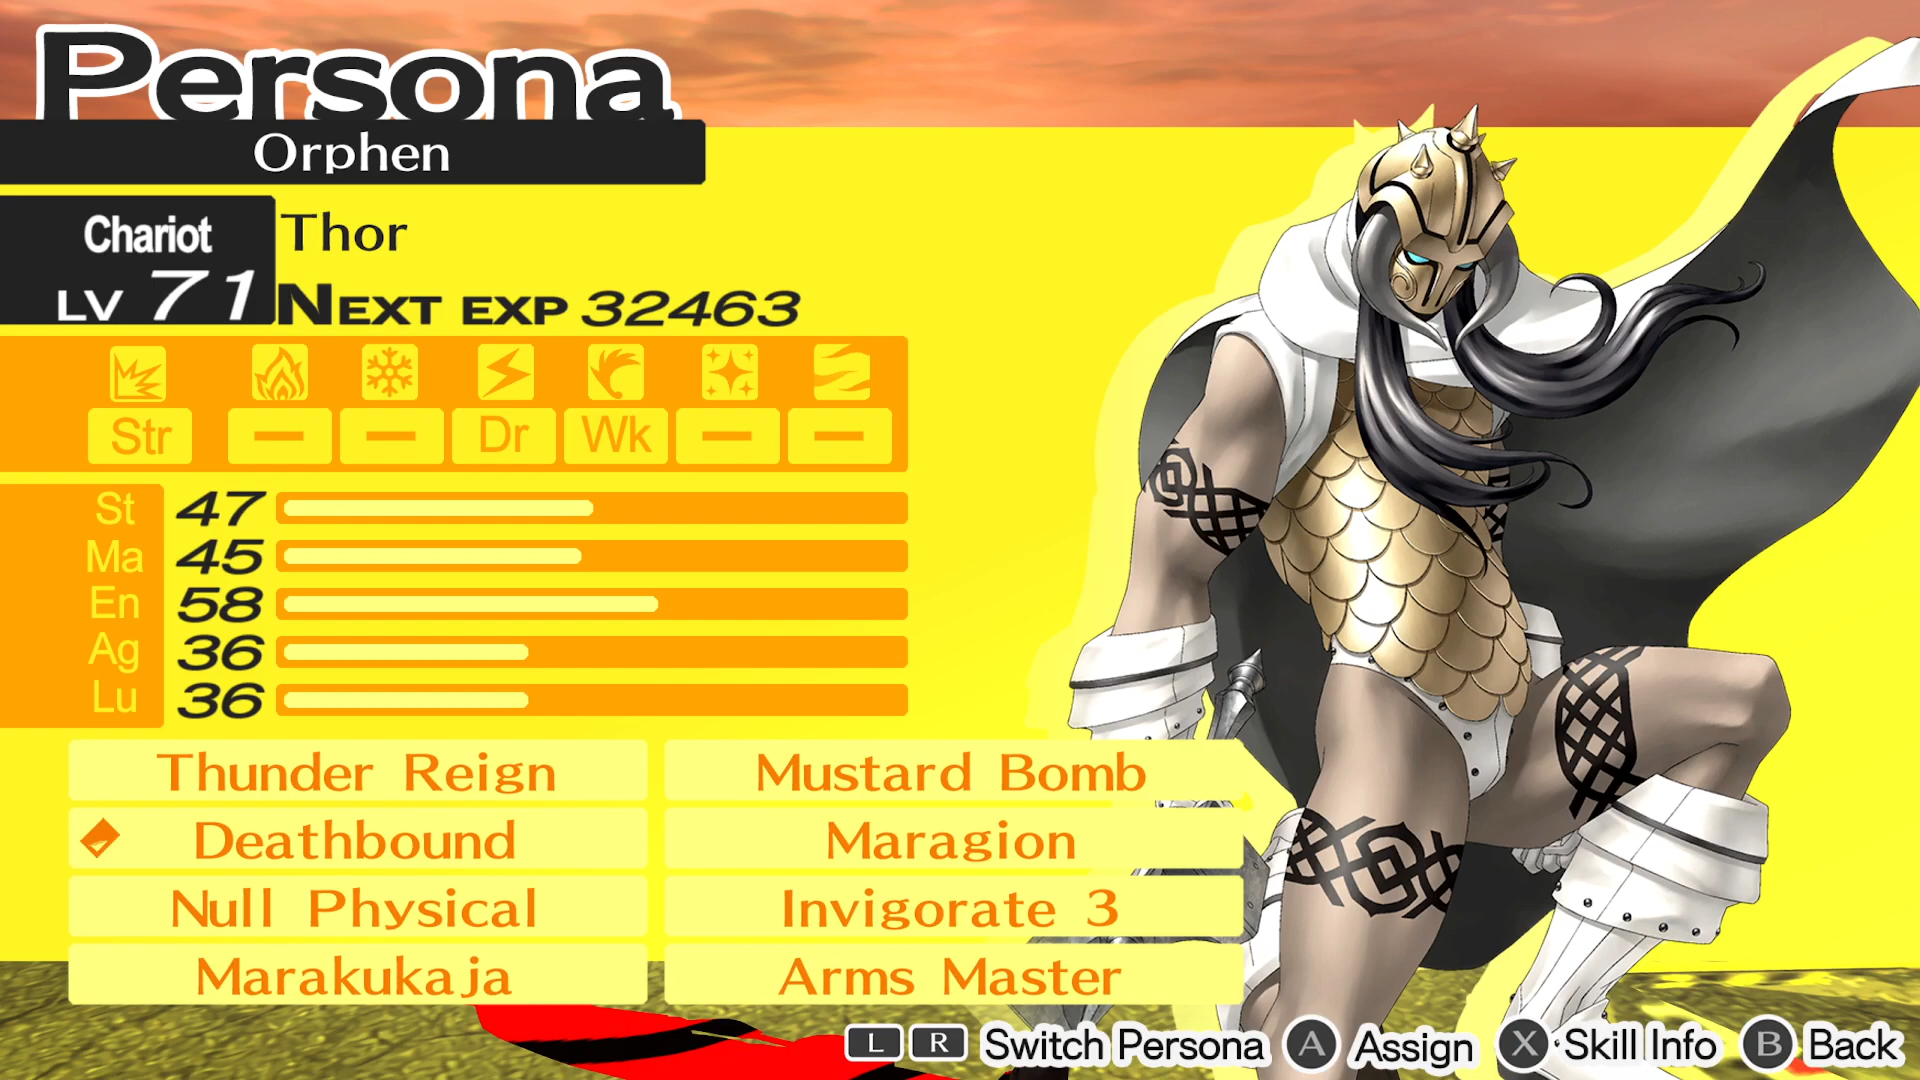 Persona
Orphen
Chariot Thor
LV 71 NEXT EXP 32463
Str — — Dr Wk — —
St 47
Ma 45
En 58
Ag 36
Lu 36
Thunder Reign Mustard Bomb
Deathbound Maragion
Null Physical Invigorate 3
Marakukaja Arms Master
L R Switch Persona A Assign X Skill Info B Back